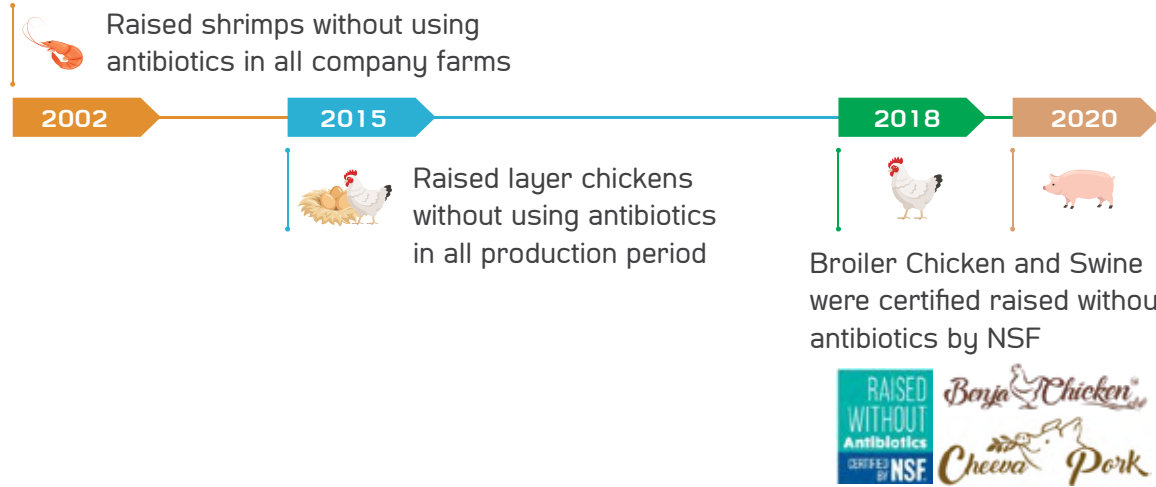 Raised shrimps without using
antibiotics in all company farms
2002
2015
2018
2020
Raised layer chickens
without using antibiotics
in all production period
Broiler Chicken and Swine
were certified raised withou
antibiotics by NSF
RAISED
WITHOUT
Antibiotics
CERTIFIED
BY NSF.
Benja Chicken
Cheeva Pork